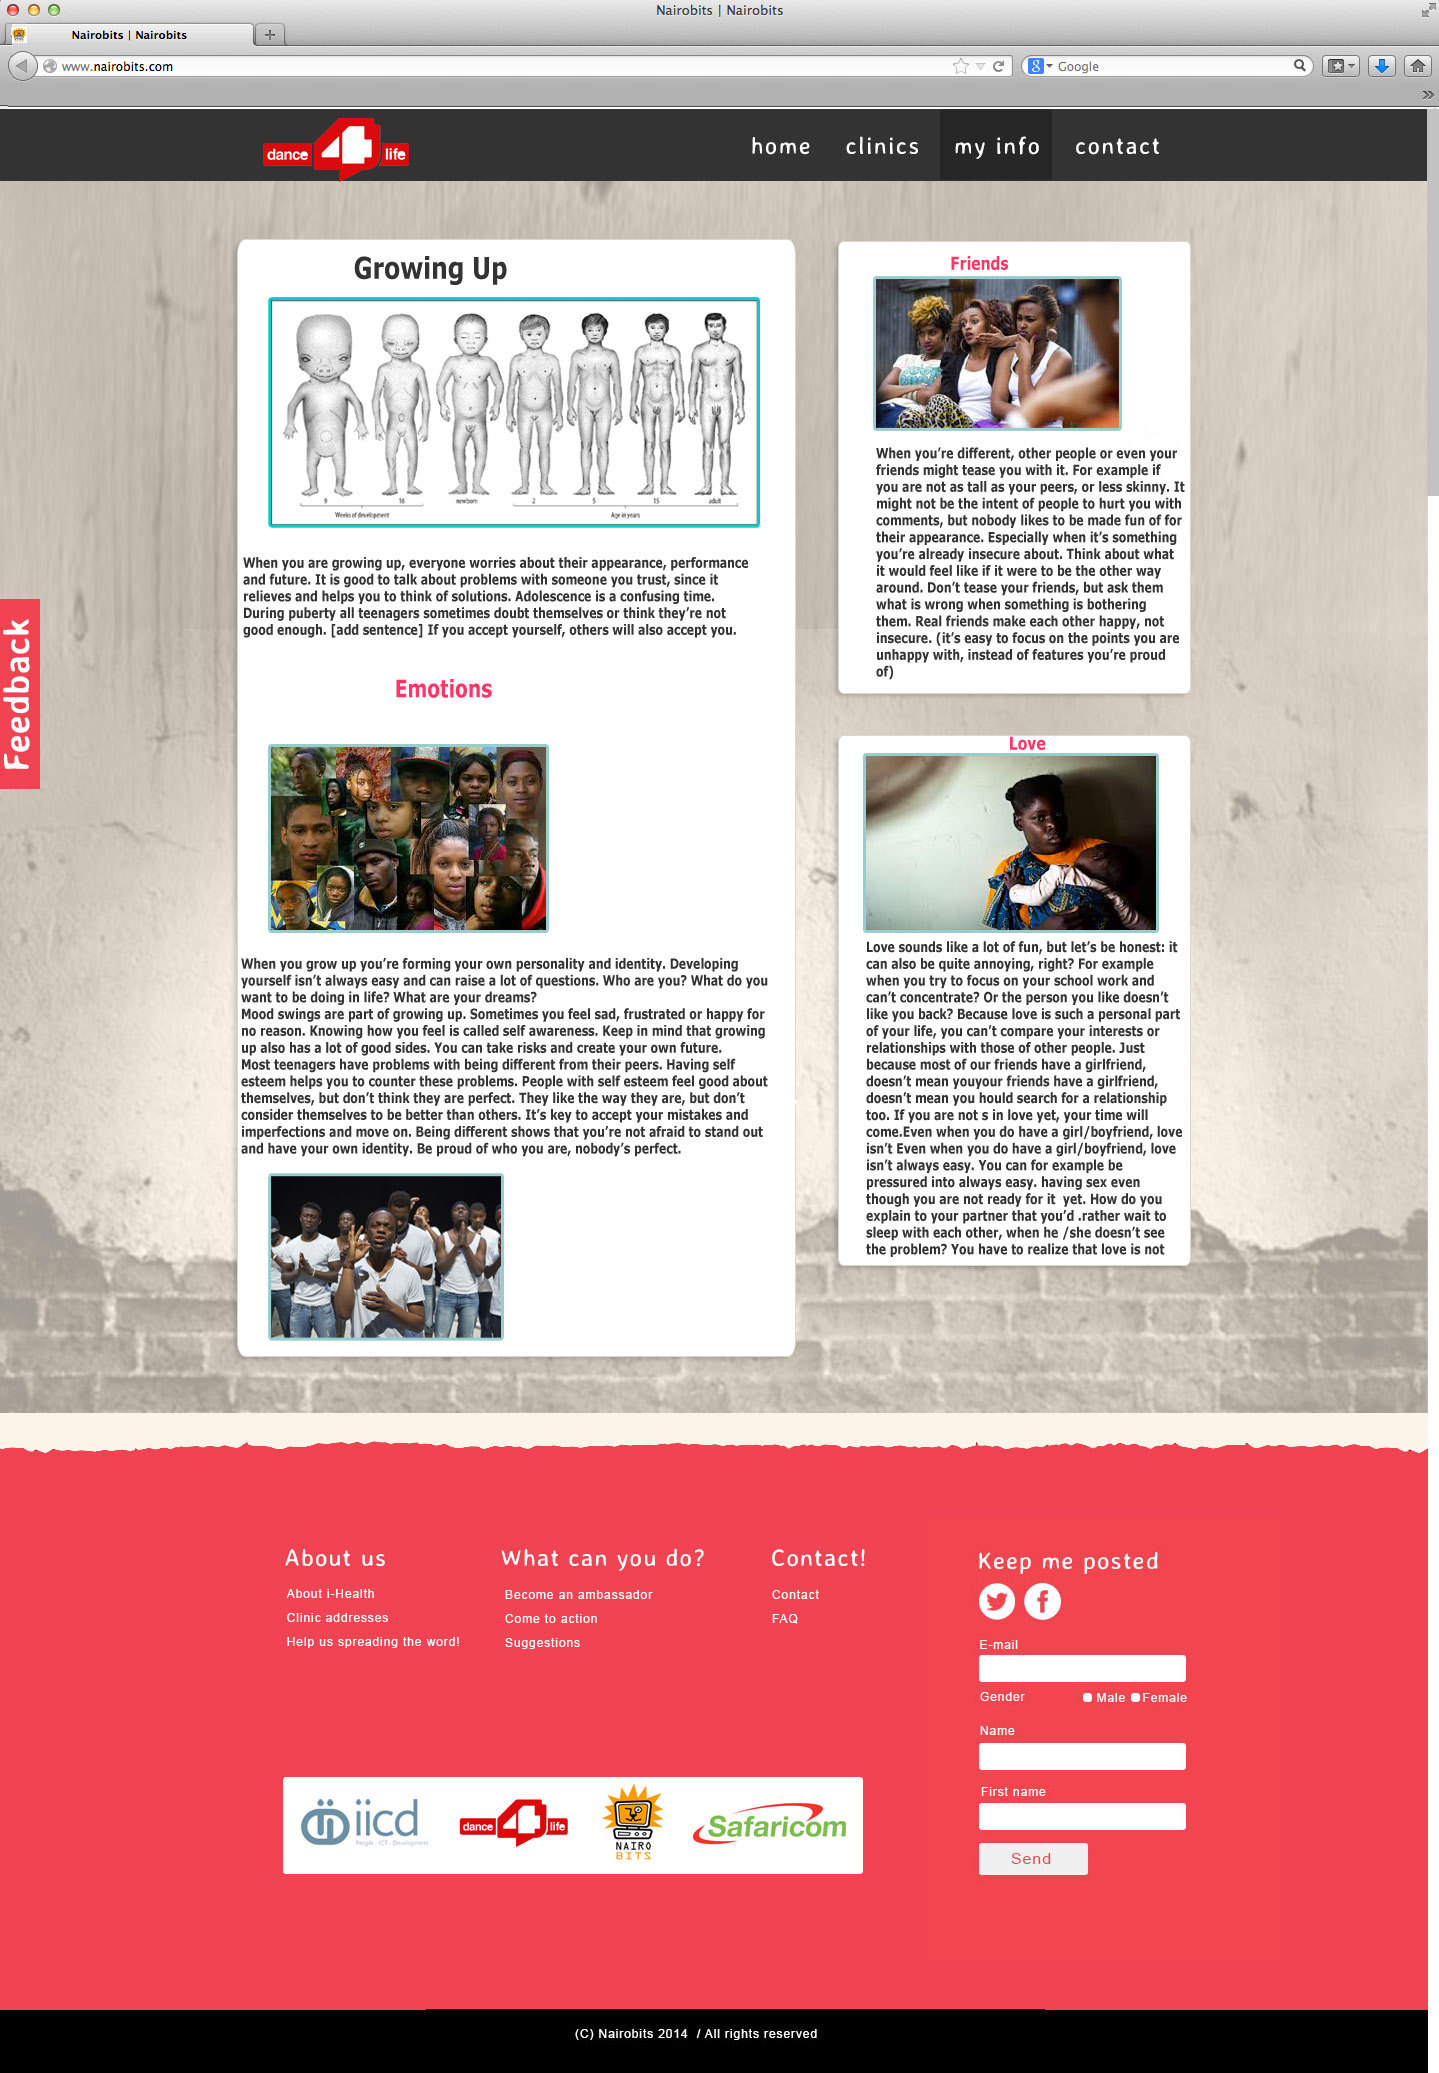 Nairobits | Nairobits
Nairobits | Nairobits
www.nairobits.com
Google
dance 4 life
home
clinics
my info
contact
Growing Up
9
16
newborn
2
5
15
adult
Weeks of development
Age in years
When you are growing up, everyone worries about their appearance, performance
and future. It is good to talk about problems with someone you trust, since it
relieves and helps you to think of solutions. Adolescence is a confusing time.
During puberty all teenagers sometimes doubt themselves or think they're not
good enough. [add sentence] If you accept yourself, others will also accept you.
Emotions
When you grow up you're forming your own personality and identity. Developing
yourself isn't always easy and can raise a lot of questions. Who are you? What do you
want to be doing in life? What are your dreams?
Mood swings are part of growing up. Sometimes you feel sad, frustrated or happy for
no reason. Knowing how you feel is called self awareness. Keep in mind that growing
up also has a lot of good sides. You can take risks and create your own future.
Most teenagers have problems with being different from their peers. Having self
esteem helps you to counter these problems. People with self esteem feel good about
themselves, but don't think they are perfect. They like the way they are, but don't
consider themselves to be better than others. It's key to accept your mistakes and
imperfections and move on. Being different shows that you're not afraid to stand out
and have your own identity. Be proud of who you are, nobody's perfect.
Friends
When you're different, other people or even your
friends might tease you with it. For example if
you are not as tall as your peers, or less skinny. It
might not be the intent of people to hurt you with
comments, but nobody likes to be made fun of for
their appearance. Especially when it's something
you're already insecure about. Think about what
it would feel like if it were to be the other way
around. Don't tease your friends, but ask them
what is wrong when something is bothering
them. Real friends make each other happy, not
insecure. (it's easy to focus on the points you are
unhappy with, instead of features you're proud
of)
Love
Love sounds like a lot of fun, but let's be honest: it
can also be quite annoying, right? For example
when you try to focus on your school work and
can't concentrate? Or the person you like doesn't
like you back? Because love is such a personal part
of your life, you can't compare your interests or
relationships with those of other people. Just
because most of our friends have a girlfriend,
doesn't mean youyour friends have a girlfriend,
doesn't mean you hould search for a relationship
too. If you are not s in love yet, your time will
come.Even when you do have a girl/boyfriend, love
isn't Even when you do have a girl/boyfriend, love
isn't always easy. You can for example be
pressured into always easy. having sex even
though you are not ready for it  yet. How do you
explain to your partner that you'd .rather wait to
sleep with each other, when he /she doesn't see
the problem? You have to realize that love is not
Feedback
About us
About i-Health
Clinic addresses
Help us spreading the word!
What can you do?
Become an ambassador
Come to action
Suggestions
Contact!
Contact
FAQ
Keep me posted
E-mail
Gender
Male
Female
Name
First name
Send
iicd
People - ICT - Development
dance 4 life
NAIRO
BITS
Safaricom
(C) Nairobits 2014  / All rights reserved